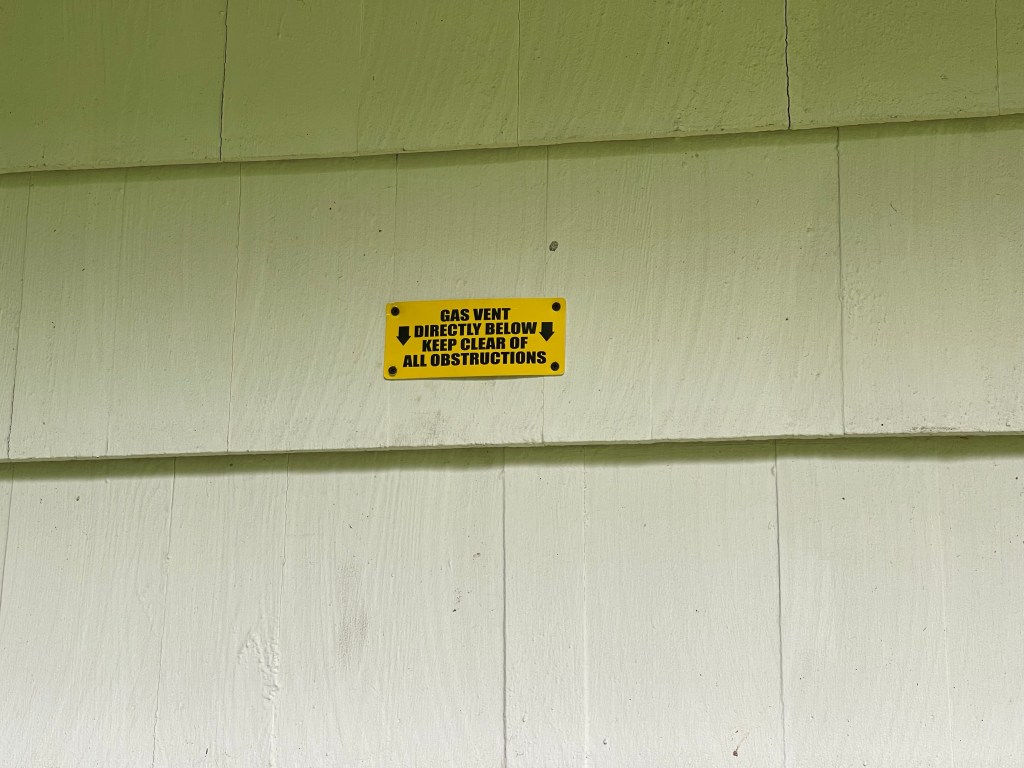 GAS VENT
DIRECTLY BELOW
KEEP CLEAR OF
ALL OBSTRUCTIONS